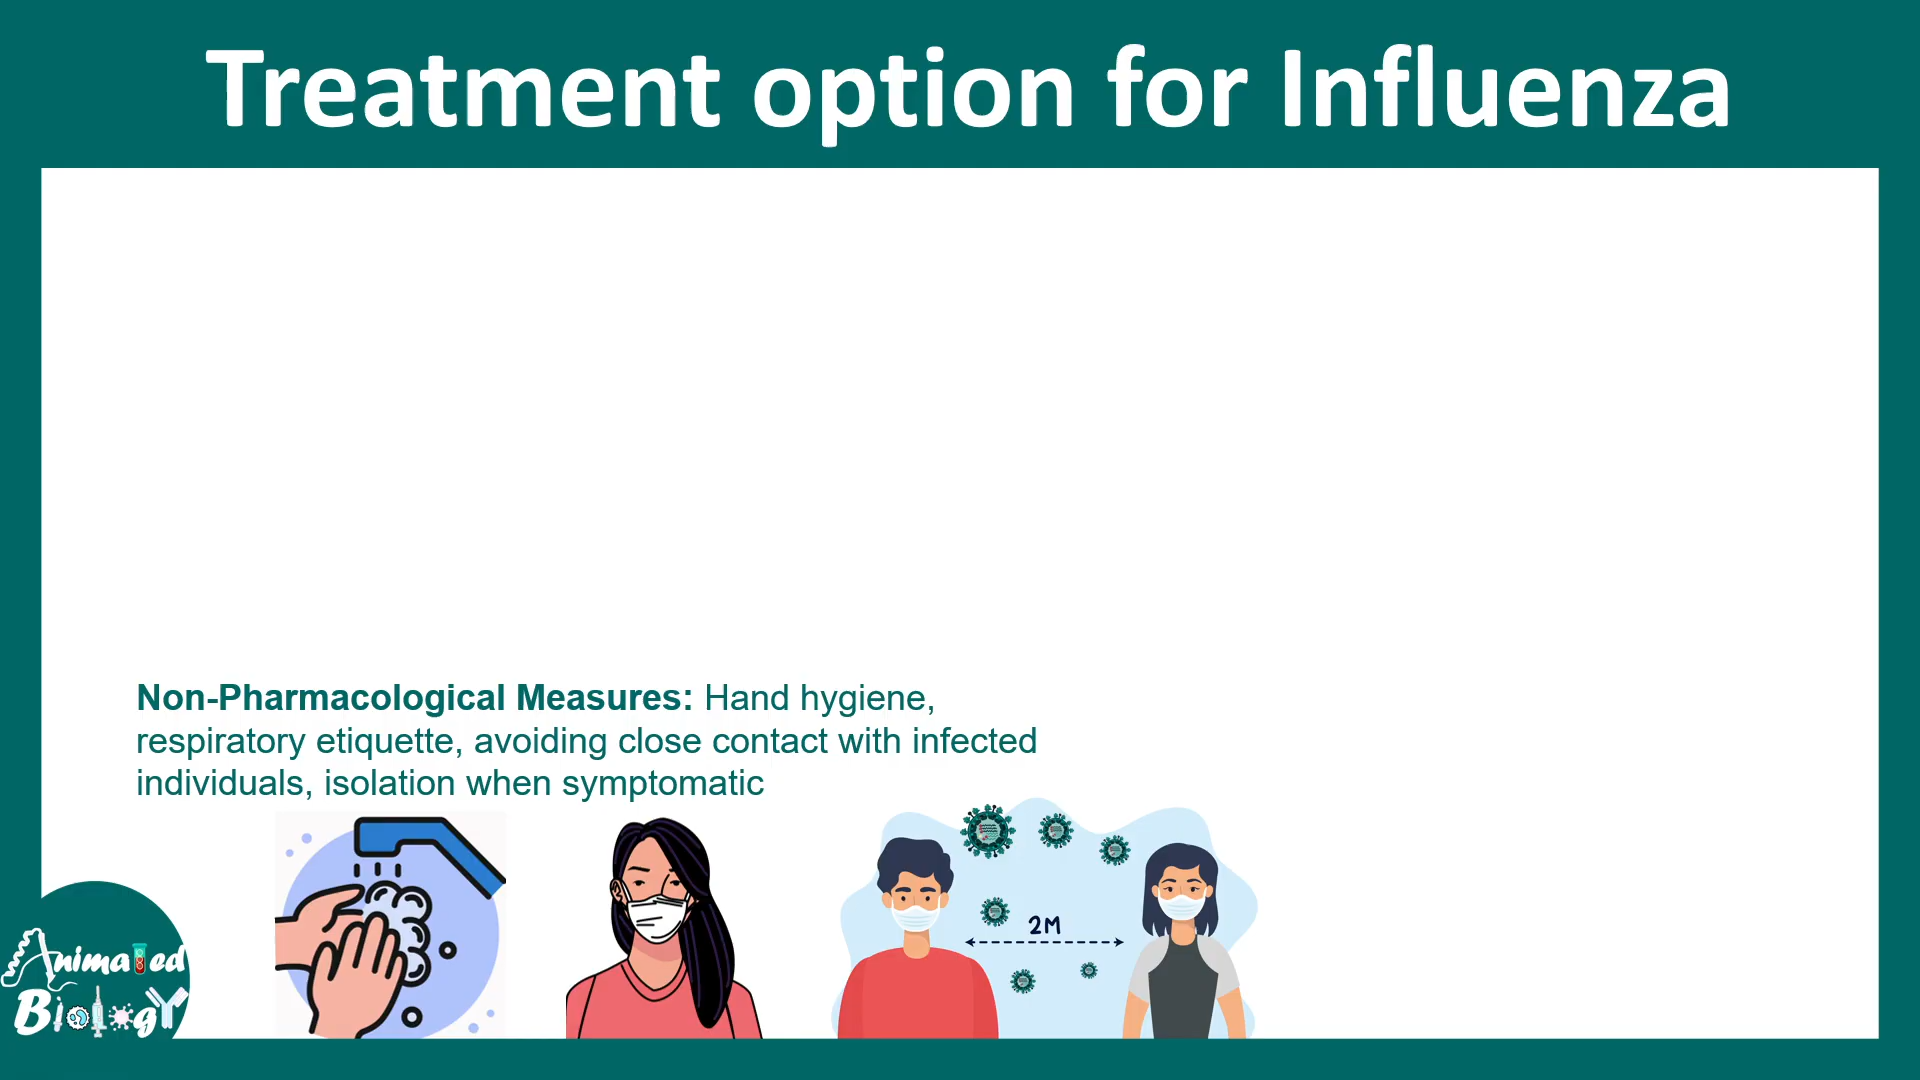 Treatment option for Influenza
Non-Pharmacological Measures: Hand hygiene,
respiratory etiquette, avoiding close contact with infected
individuals, isolation when symptomatic
2M
Animated
Biology